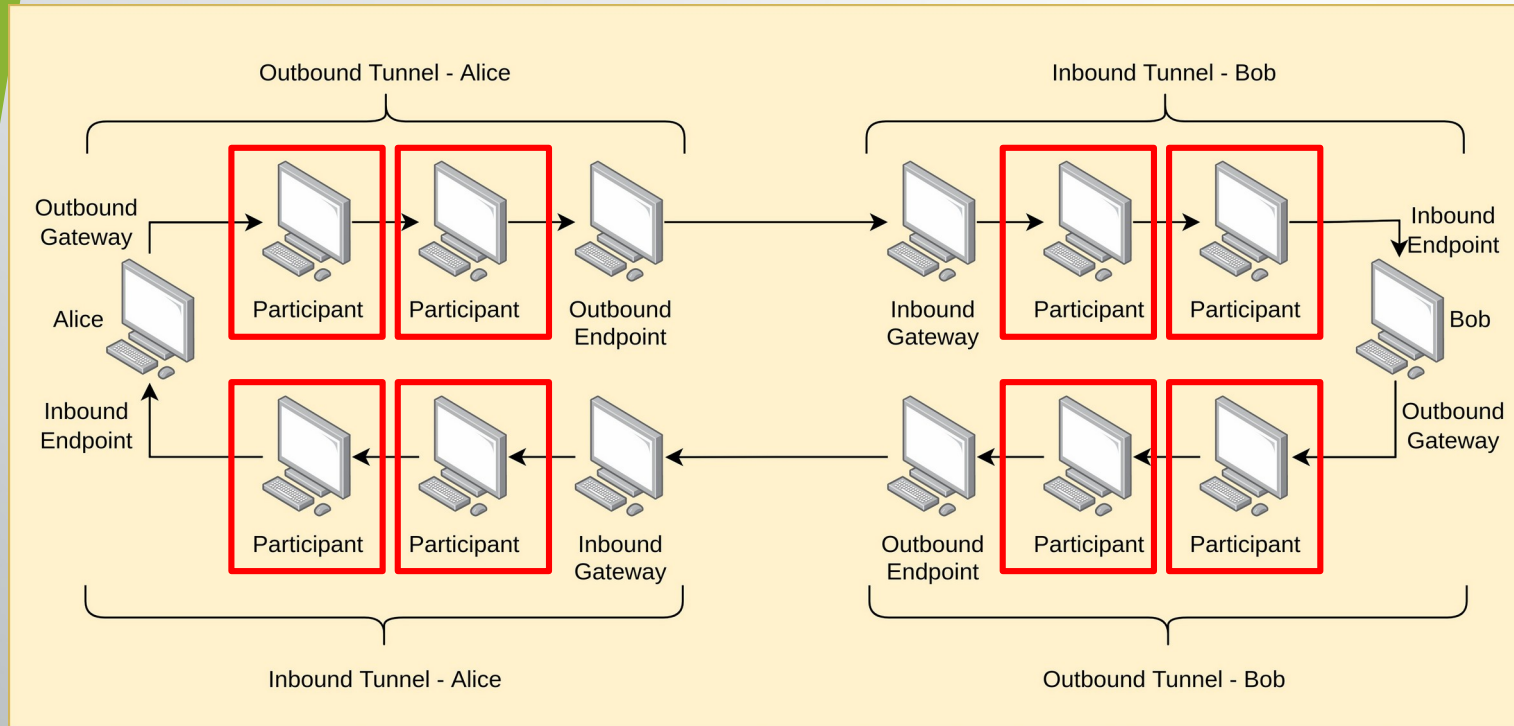 Outbound Tunnel - Alice
Inbound Tunnel - Bob
Outbound
Gateway
Inbound
Endpoint
Participant
Participant
Outbound
Endpoint
Inbound
Gateway
Participant
Participant
Alice
Bob
Inbound
Endpoint
Outbound
Gateway
Participant
Participant
Inbound
Gateway
Outbound
Endpoint
Participant
Participant
Inbound Tunnel - Alice
Outbound Tunnel - Bob